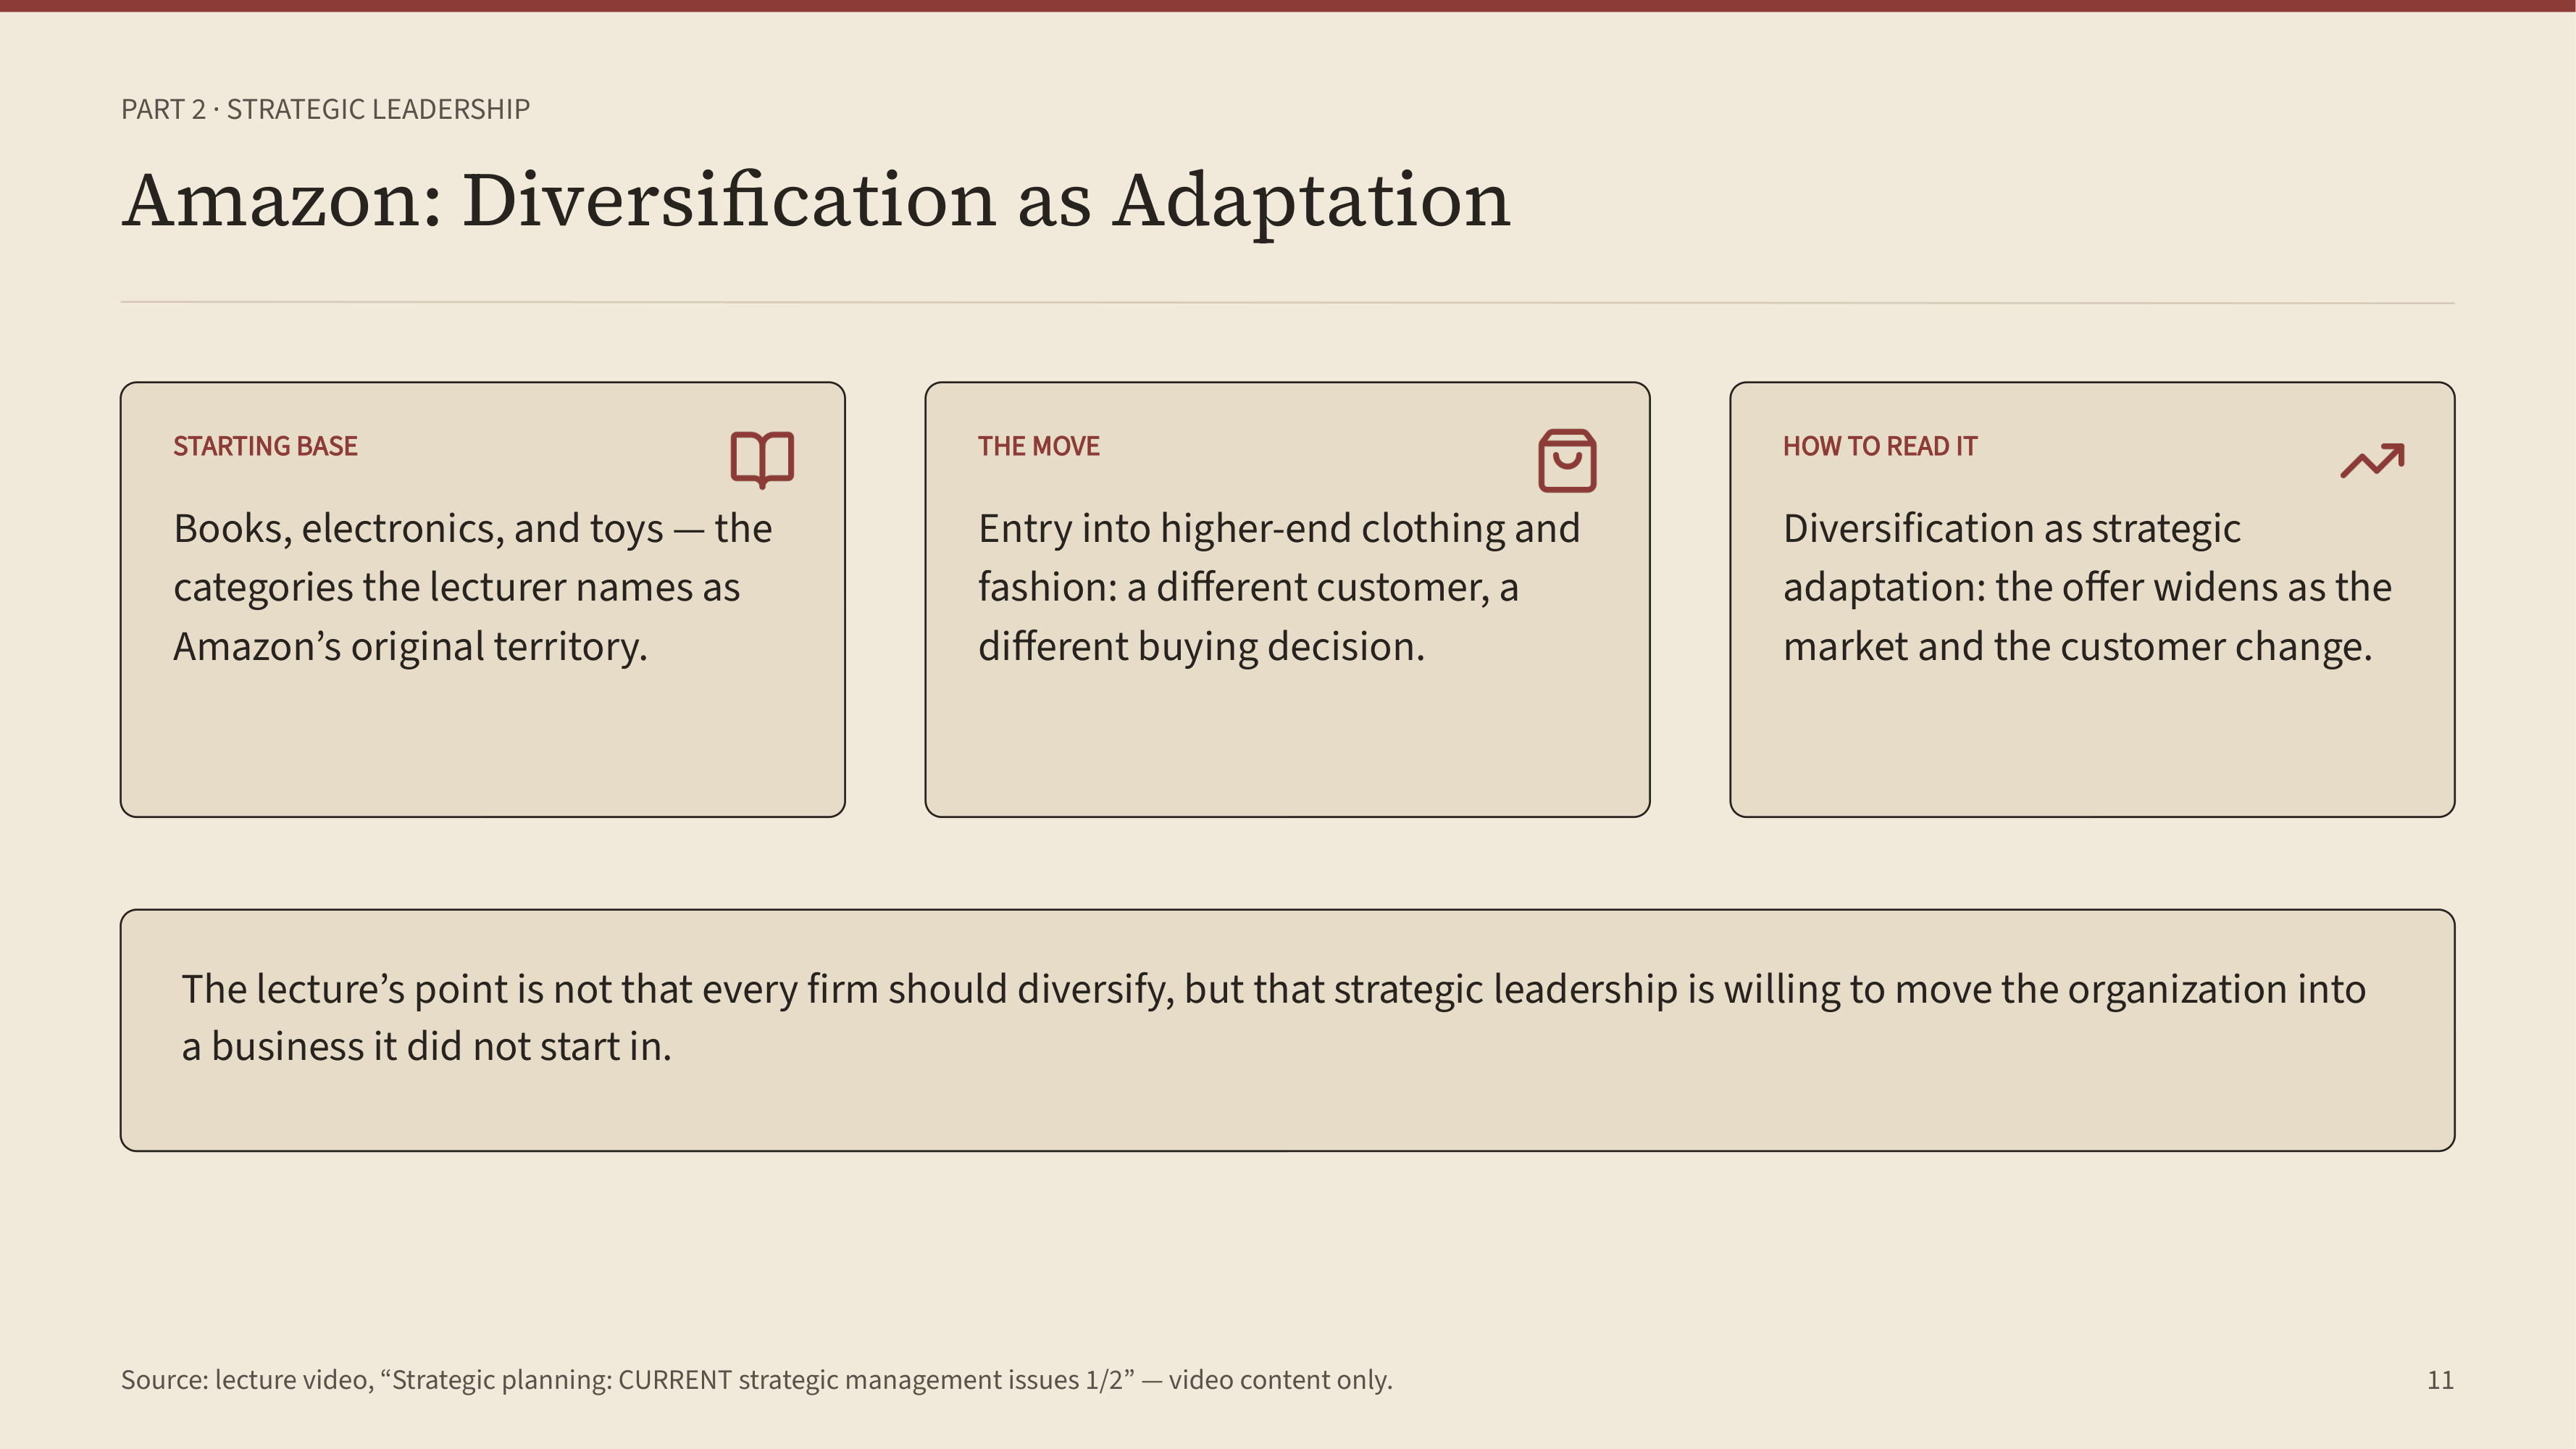 PART 2 · STRATEGIC LEADERSHIP
Amazon: Diversification as Adaptation
STARTING BASE
Books, electronics, and toys — the
categories the lecturer names as
Amazon’s original territory.
THE MOVE
Entry into higher-end clothing and
fashion: a different customer, a
different buying decision.
HOW TO READ IT
Diversification as strategic
adaptation: the offer widens as the
market and the customer change.
The lecture’s point is not that every firm should diversify, but that strategic leadership is willing to move the organization into
a business it did not start in.
Source: lecture video, “Strategic planning: CURRENT strategic management issues 1/2” — video content only.
11